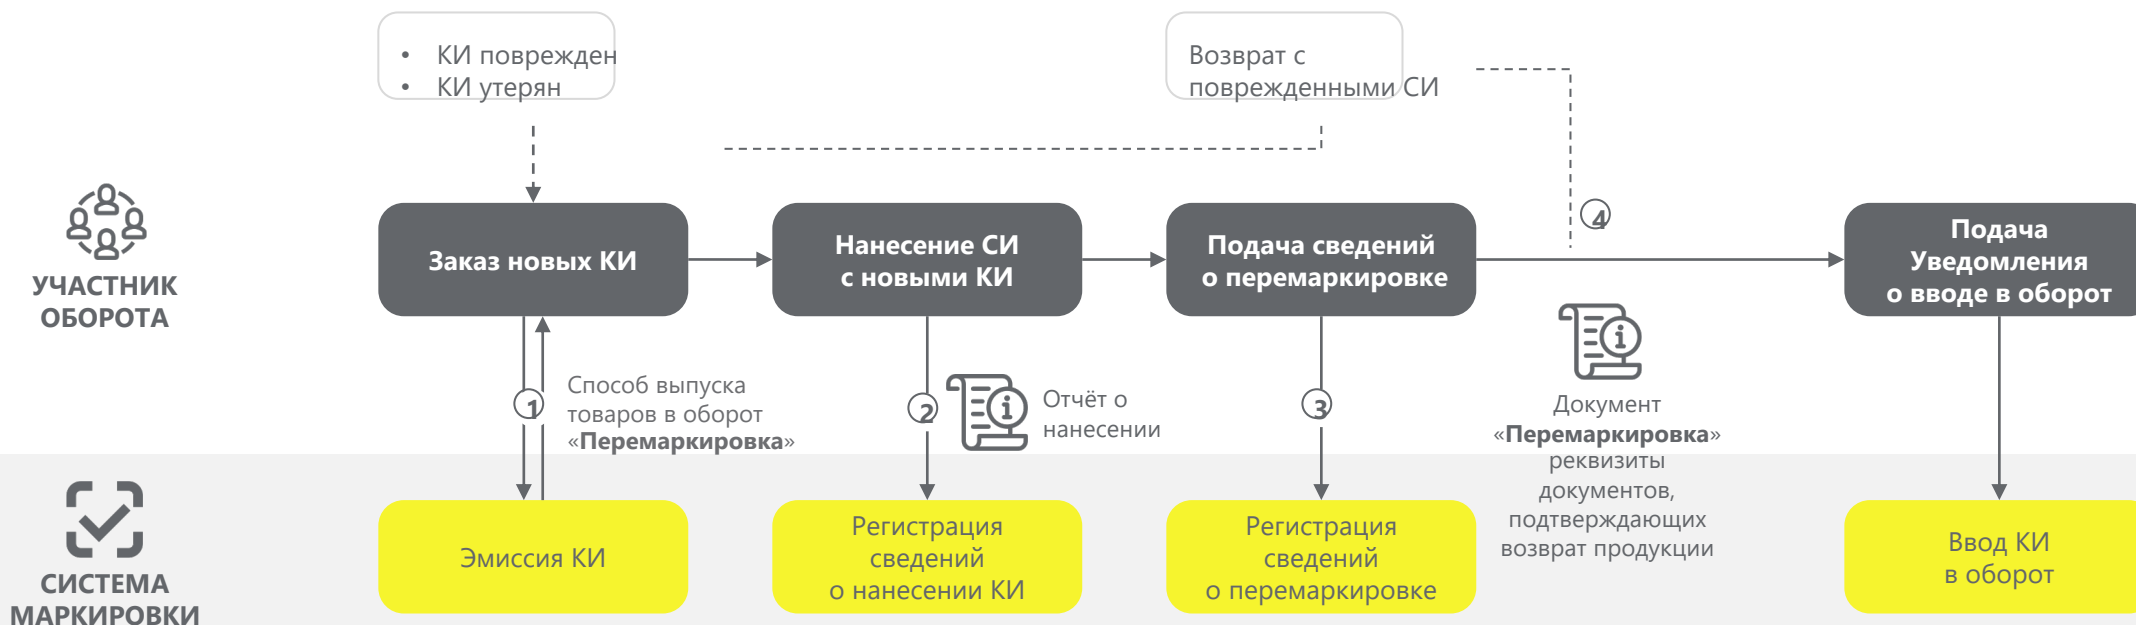 • КИ поврежден
• КИ утерян
Возврат с
поврежденными СИ
УЧАСТНИК
ОБОРОТА
Заказ новых КИ
Нанесение СИ
с новыми КИ
Подача сведений
о перемаркировке
4
Подача
Уведомления
о вводе в оборот
1
Способ выпуска
товаров в оборот
«Перемаркировка»
2
Отчёт о
нанесении
3
Документ
«Перемаркировка»
реквизиты
документов,
подтверждающих
возврат продукции
СИСТЕМА
МАРКИРОВКИ
Эмиссия КИ
Регистрация
сведений
о нанесении КИ
Регистрация
сведений
о перемаркировке
Ввод КИ
в оборот